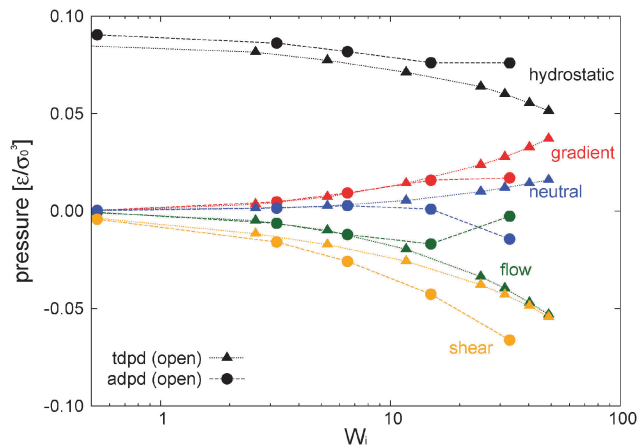 0.10
hydrostatic
0.05
gradient
pressure [ε/σ₀³]
neutral
0.00
flow
-0.05
shear
tdpd (open)
adpd (open)
-0.10
1 10 100
Wᵢ